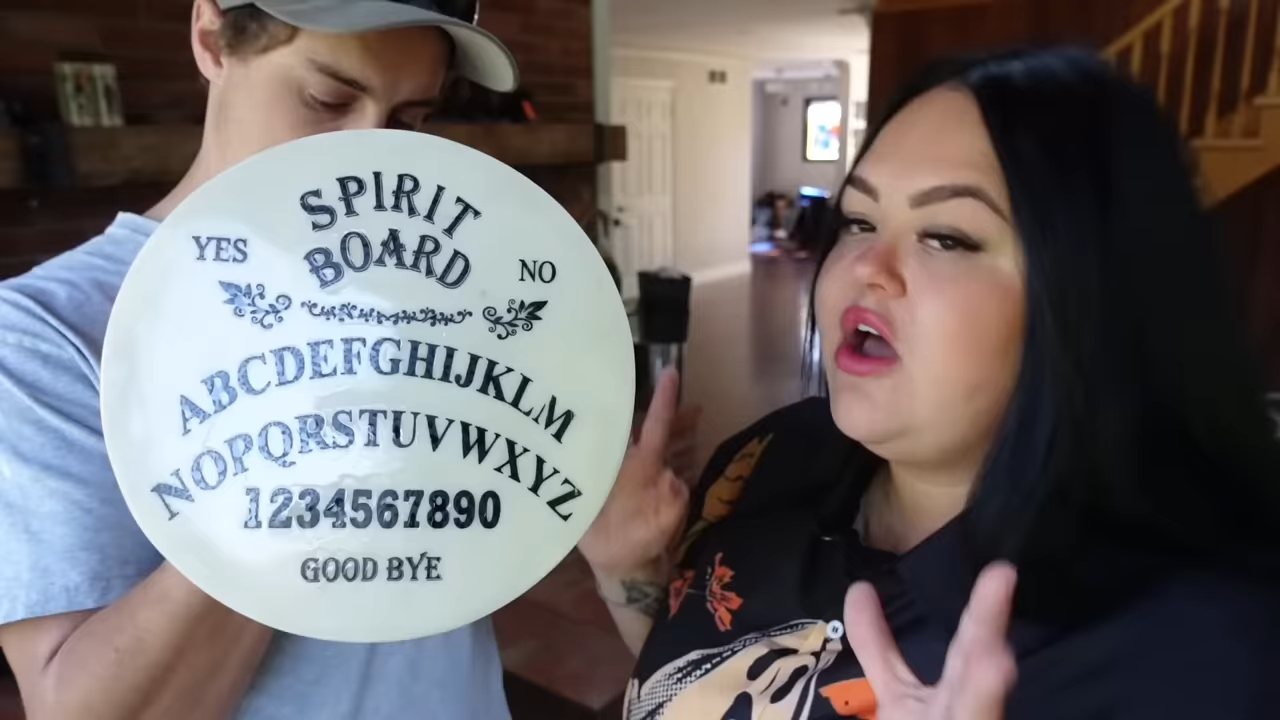 SPIRIT
BOARD
YES
NO
ABCDEFGHIJKLM
NOPQRSTUVWXYZ
1234567890
GOOD BYE